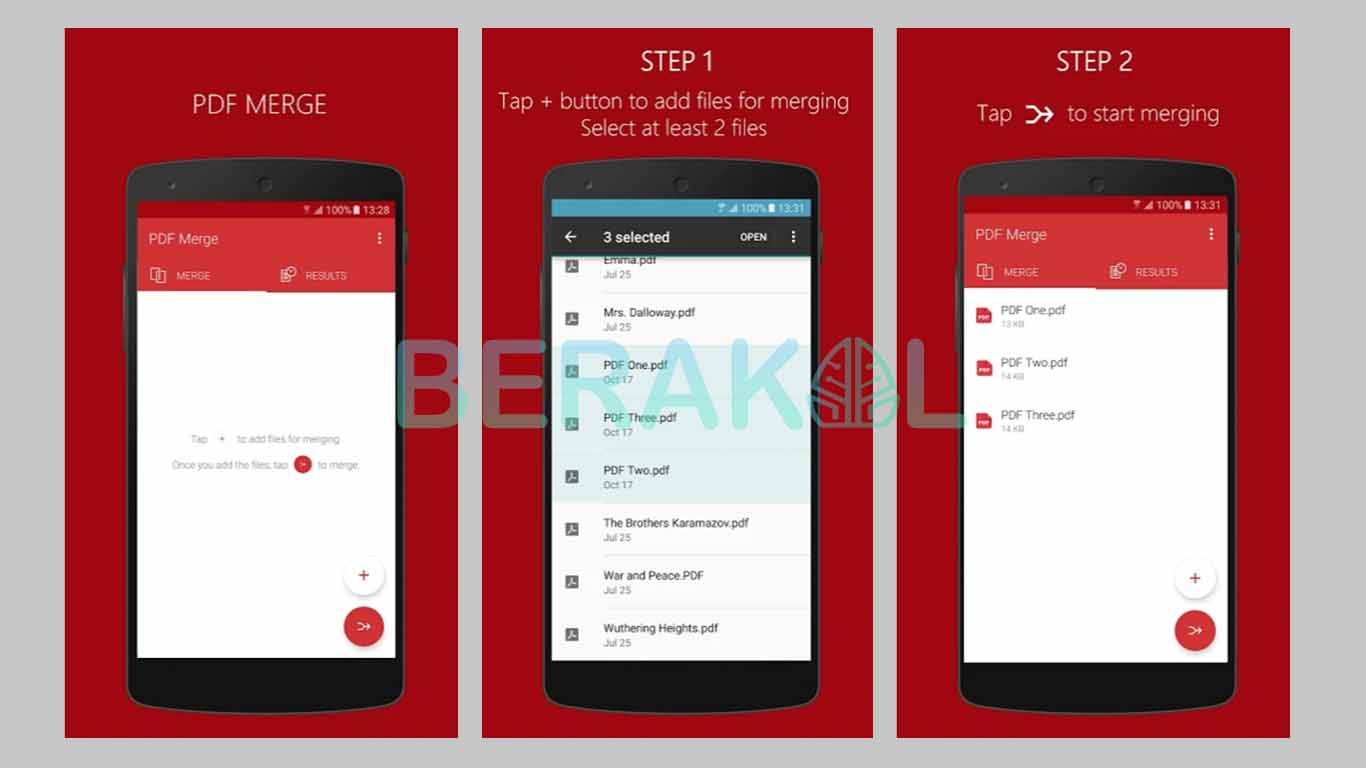 PDF MERGE
100% 13:28
PDF Merge
MERGE
RESULTS
Tap + to add files for merging
Once you add the files, tap to merge
STEP 1
Tap + button to add files for merging
Select at least 2 files
100% 13:31
3 selected
OPEN
Emma.pdf
Jul 25
Mrs. Dalloway.pdf
Jul 25
PDF One.pdf
Oct 17
PDF Three.pdf
Oct 17
PDF Two.pdf
Oct 17
The Brothers Karamazov.pdf
Jul 25
War and Peace.PDF
Jul 25
Wuthering Heights.pdf
Jul 25
STEP 2
Tap to start merging
100% 13:31
PDF Merge
MERGE
RESULTS
PDF One.pdf
13 KB
PDF Two.pdf
14 KB
PDF Three.pdf
14 KB
PDF
PDF
PDF
BERAKAL